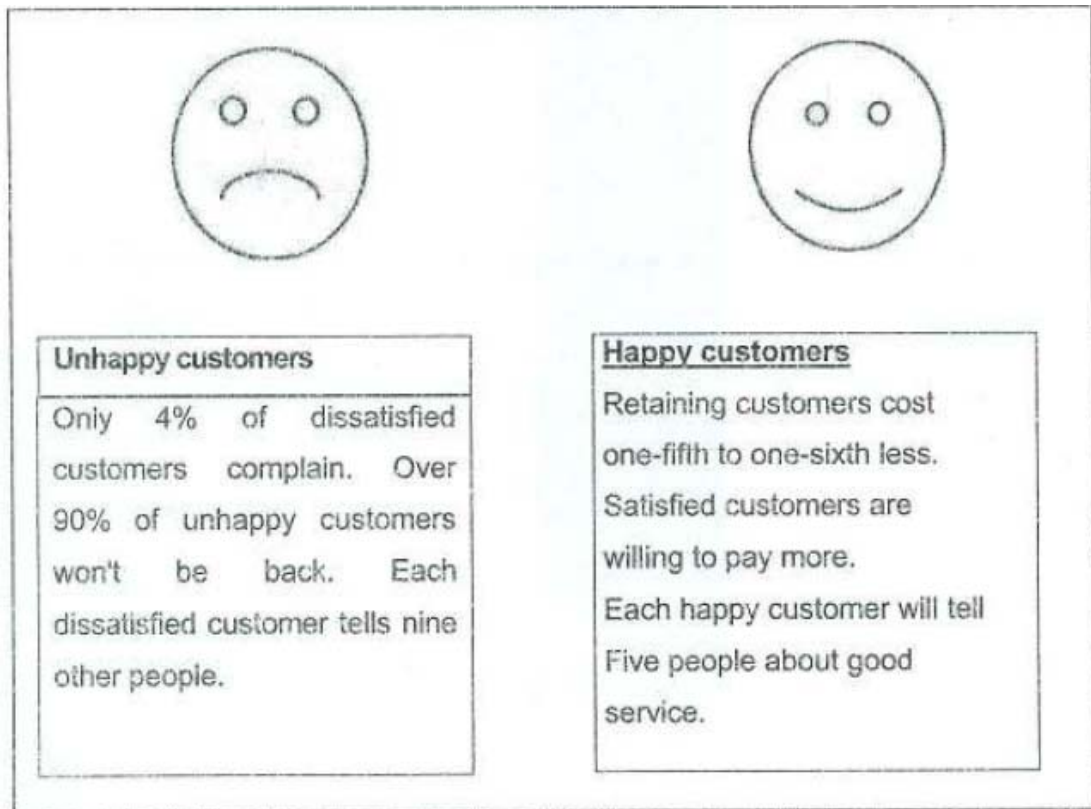 Unhappy customers
Only 4% of dissatisfied
customers complain. Over
90% of unhappy customers
won't be back. Each
dissatisfied customer tells nine
other people.
Happy customers
Retaining customers cost
one-fifth to one-sixth less.
Satisfied customers are
willing to pay more.
Each happy customer will tell
Five people about good
service.